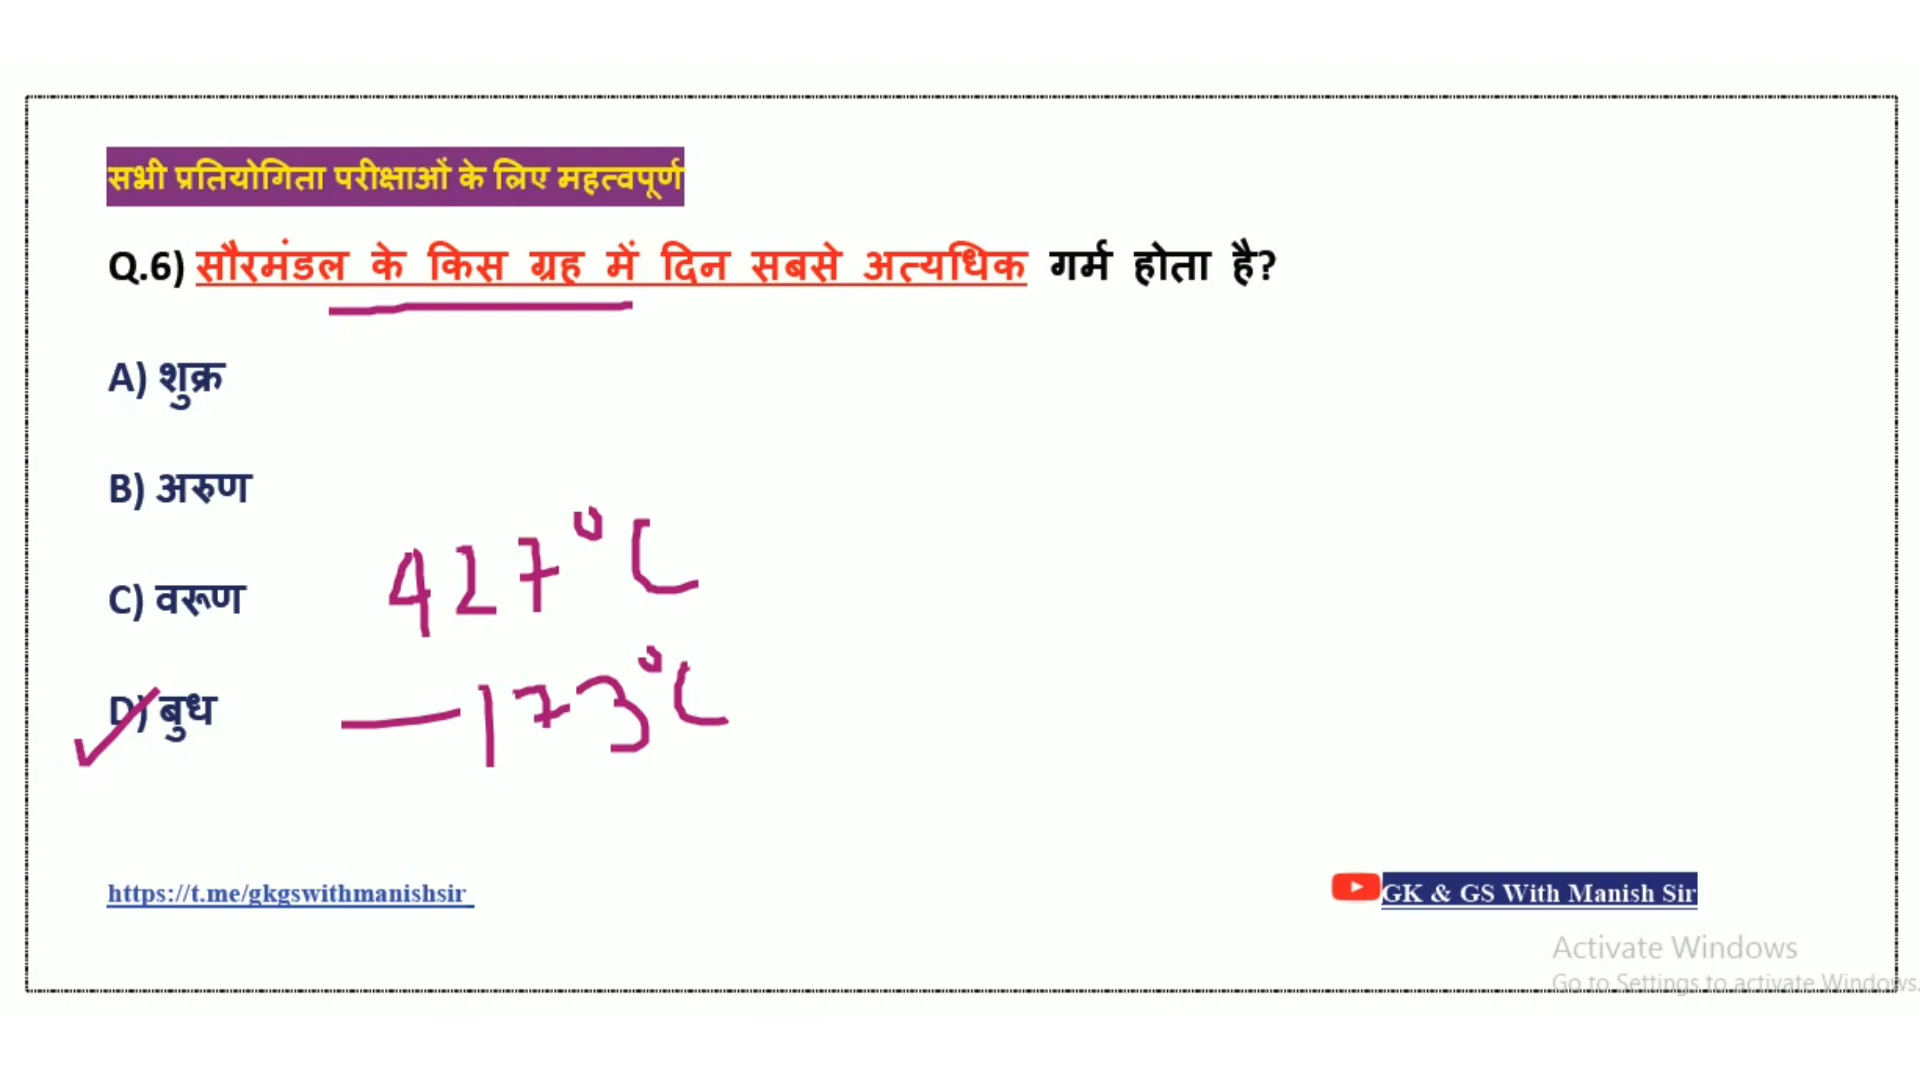 सभी प्रतियोगिता परीक्षाओं के लिए महत्वपूर्ण
Q.6) सौरमंडल के किस ग्रह में दिन सबसे अत्यधिक गर्म होता है?
A) शुक्र
B) अरुण
427°C
C) वरूण
D) बुध
-173°C
https://t.me/gkgswithmanishsir
GK & GS With Manish Sir
Activate Windows
Go to Settings to activate Windows.